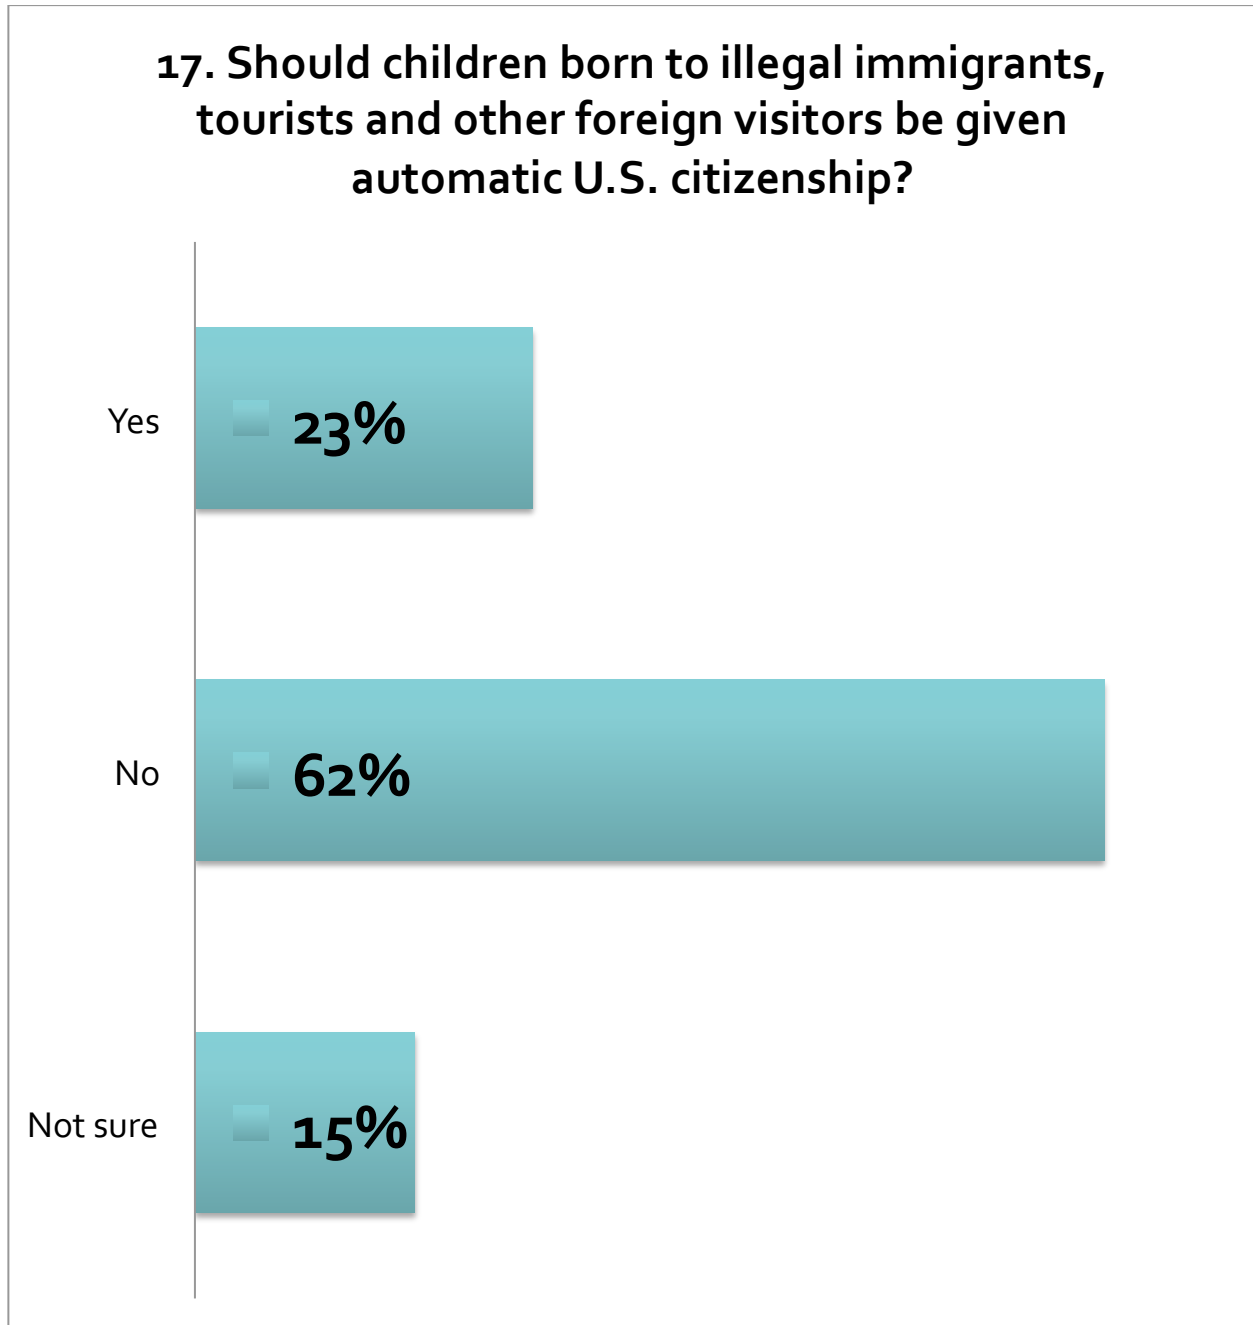 17. Should children born to illegal immigrants,
tourists and other foreign visitors be given
automatic U.S. citizenship?
Yes
23%
No
62%
Not sure
15%